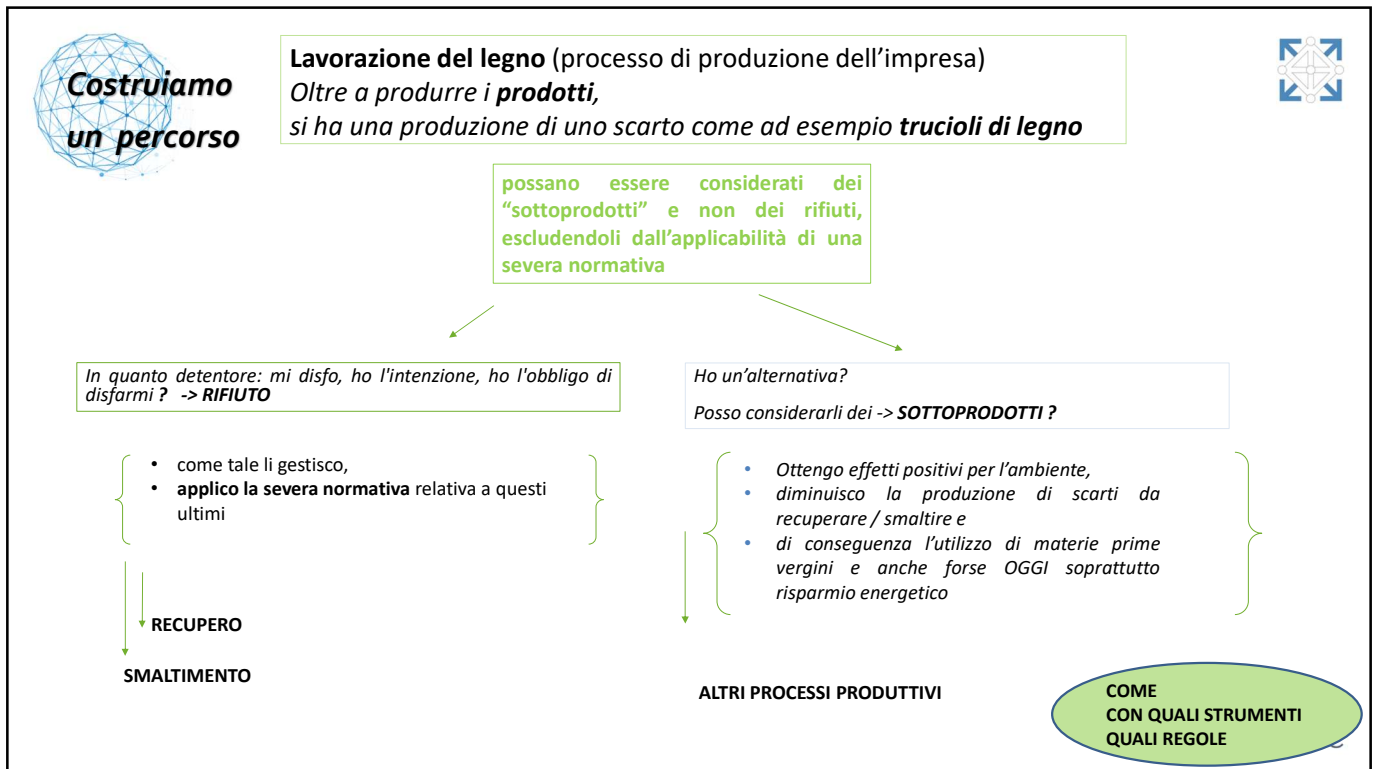 Costruiamo
un percorso
Lavorazione del legno (processo di produzione dell’impresa)
Oltre a produrre i prodotti,
si ha una produzione di uno scarto come ad esempio trucioli di legno
possano essere considerati dei
“sottoprodotti” e non dei rifiuti,
escludendoli dall’applicabilità di una
severa normativa
In quanto detentore: mi disfo, ho l'intenzione, ho l'obbligo di
disfarmi ? -> RIFIUTO
Ho un’alternativa?
Posso considerarli dei -> SOTTOPRODOTTI ?
• come tale li gestisco,
• applico la severa normativa relativa a questi
ultimi
• Ottengo effetti positivi per l’ambiente,
• diminuisco la produzione di scarti da
recuperare / smaltire e
• di conseguenza l’utilizzo di materie prime
vergini e anche forse OGGI soprattutto
risparmio energetico
RECUPERO
SMALTIMENTO
ALTRI PROCESSI PRODUTTIVI
COME
CON QUALI STRUMENTI
QUALI REGOLE